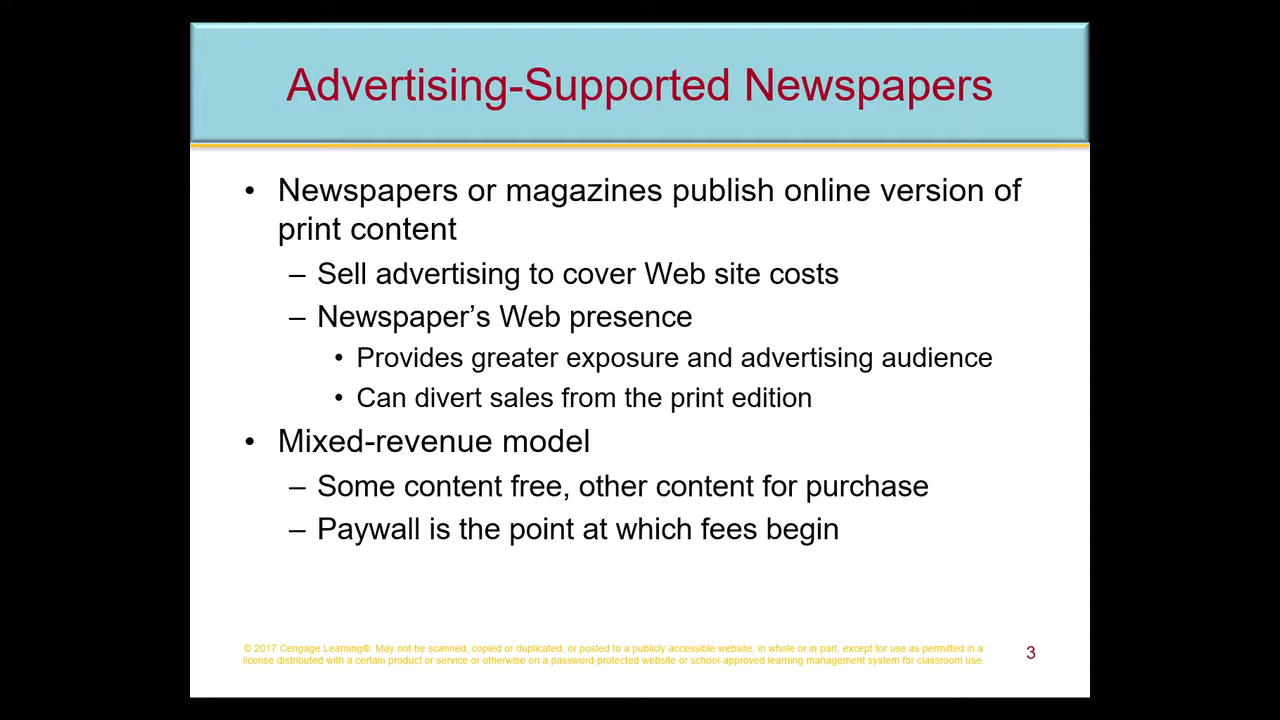 Advertising-Supported Newspapers
• Newspapers or magazines publish online version of
print content
– Sell advertising to cover Web site costs
– Newspaper’s Web presence
• Provides greater exposure and advertising audience
• Can divert sales from the print edition
• Mixed-revenue model
– Some content free, other content for purchase
– Paywall is the point at which fees begin
© 2017 Cengage Learning®. May not be scanned, copied or duplicated, or posted to a publicly accessible website, in whole or in part, except for use as permitted in a
license distributed with a certain product or service or otherwise on a password-protected website or school-approved learning management system for classroom use.
3